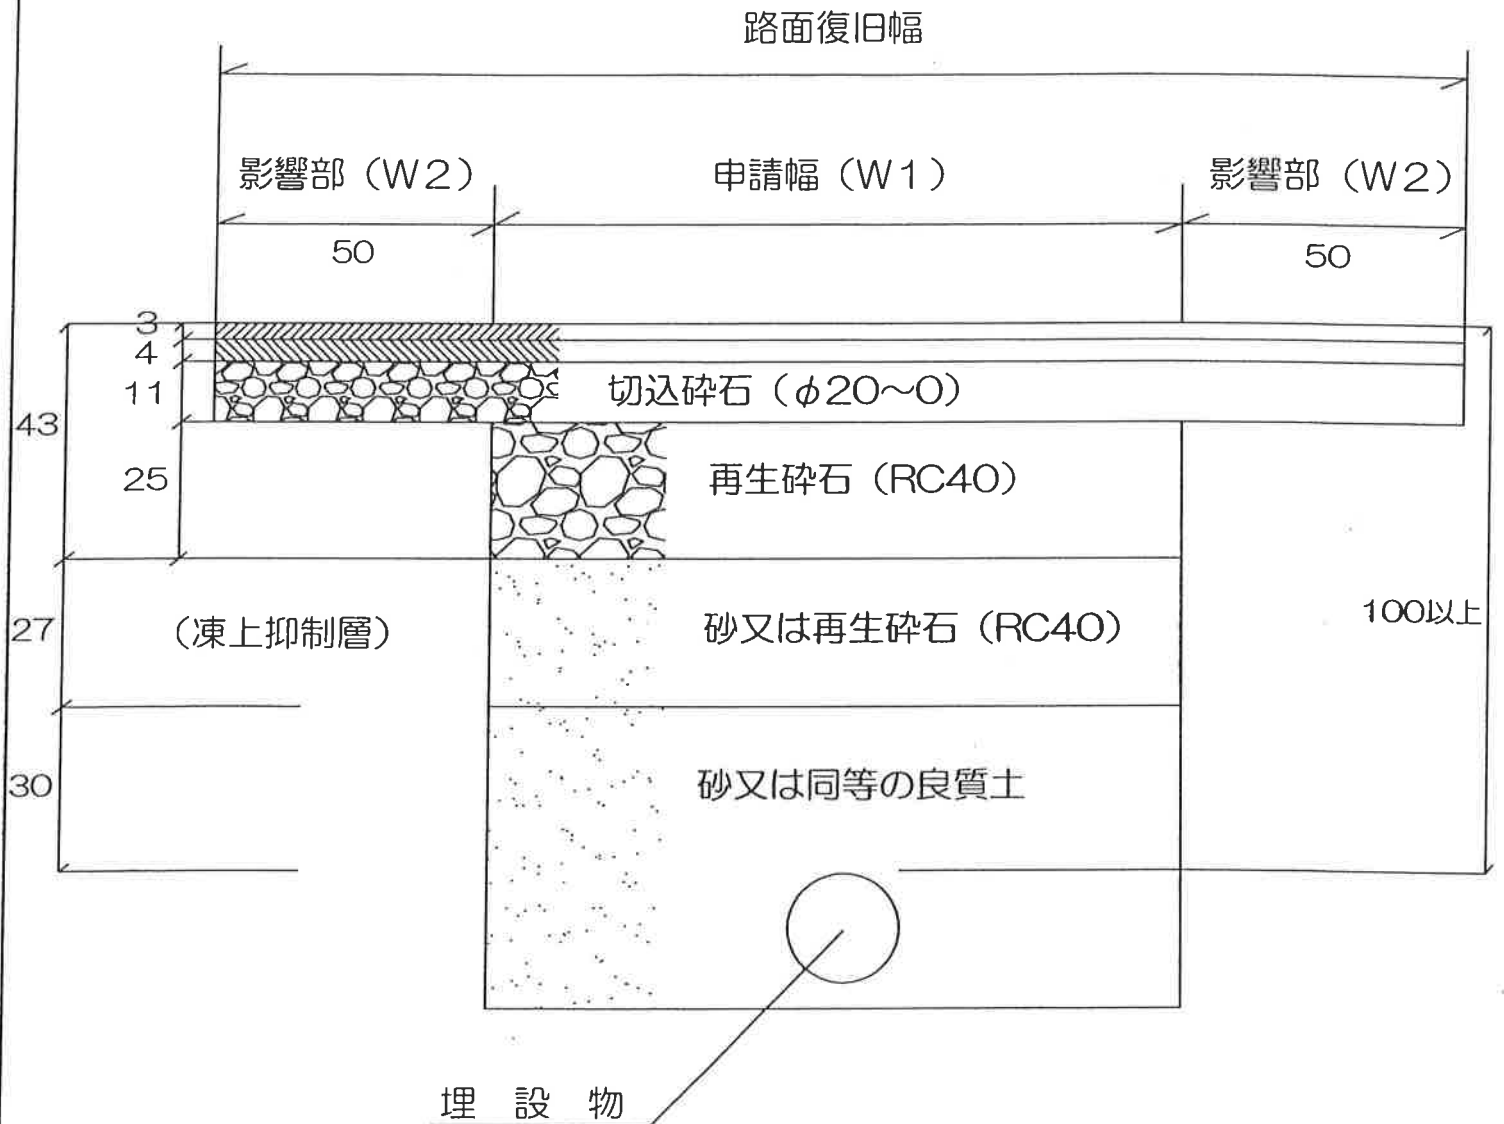 路面復旧幅
影響部（W2） 申請幅（W1） 影響部（W2）
50 50
3
4
11 切込砕石（φ20～0）
43
25 再生砕石（RC40）
27 （凍上抑制層） 砂又は再生砕石（RC40） 100以上
30 砂又は同等の良質土
埋設物